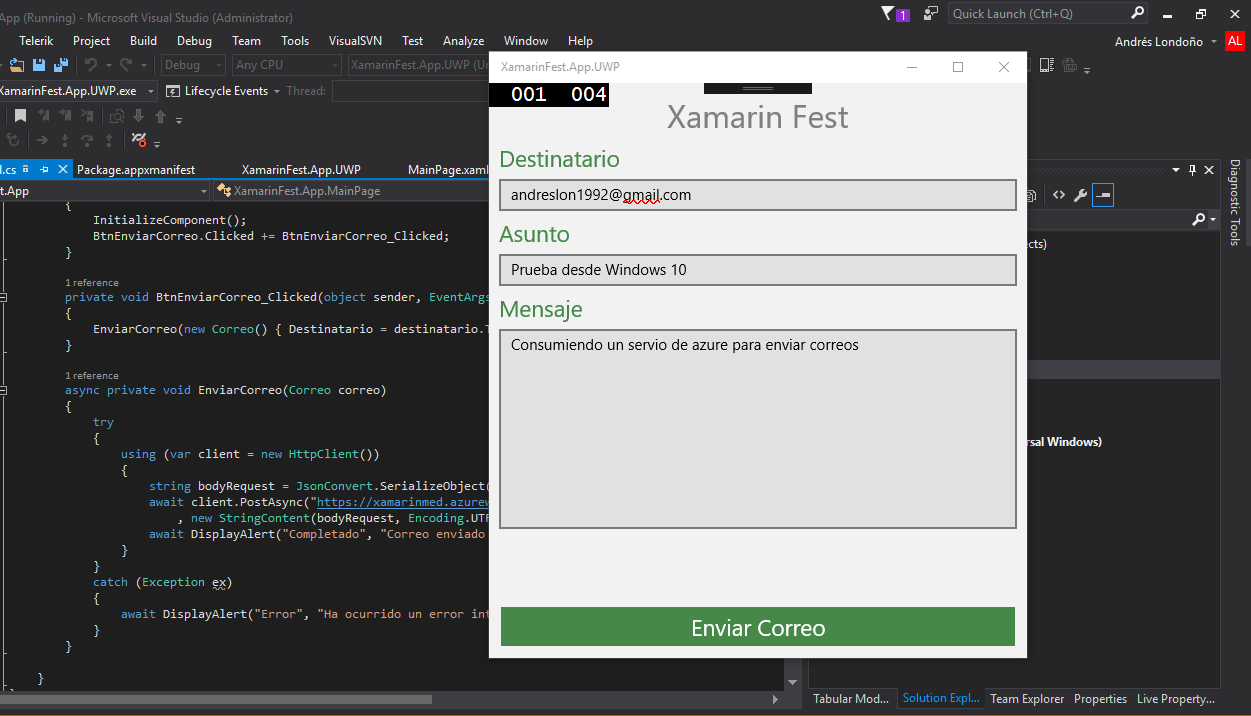 App (Running) - Microsoft Visual Studio (Administrator)
1
Quick Launch (Ctrl+Q)
Telerik Project Build Debug Team Tools VisualSVN Test Analyze Window Help
Andrés Londoño AL
Debug Any CPU XamarinFest.App.UWP (Un
XamarinFest.App.UWP.exe Lifecycle Events Thread:
l.cs Package.appxmanifest XamarinFest.App.UWP MainPage.xaml
t.App XamarinFest.App.MainPage
{
InitializeComponent();
BtnEnviarCorreo.Clicked += BtnEnviarCorreo_Clicked;
}
1 reference
private void BtnEnviarCorreo_Clicked(object sender, EventArgs
{
EnviarCorreo(new Correo() { Destinatario = destinatario.T
}
1 reference
async private void EnviarCorreo(Correo correo)
{
try
{
using (var client = new HttpClient())
{
string bodyRequest = JsonConvert.SerializeObject(
await client.PostAsync("https://xamarinmed.azurew
, new StringContent(bodyRequest, Encoding.UTF
await DisplayAlert("Completado", "Correo enviado
}
}
catch (Exception ex)
{
await DisplayAlert("Error", "Ha ocurrido un error int
}
}
}
XamarinFest.App.UWP
001 004
Xamarin Fest
Destinatario
andreslon1992@gmail.com
Asunto
Prueba desde Windows 10
Mensaje
Consumiendo un servio de azure para enviar correos
Enviar Correo
cts)
rsal Windows)
Diagnostic Tools
Tabular Mod... Solution Expl... Team Explorer Properties Live Property...